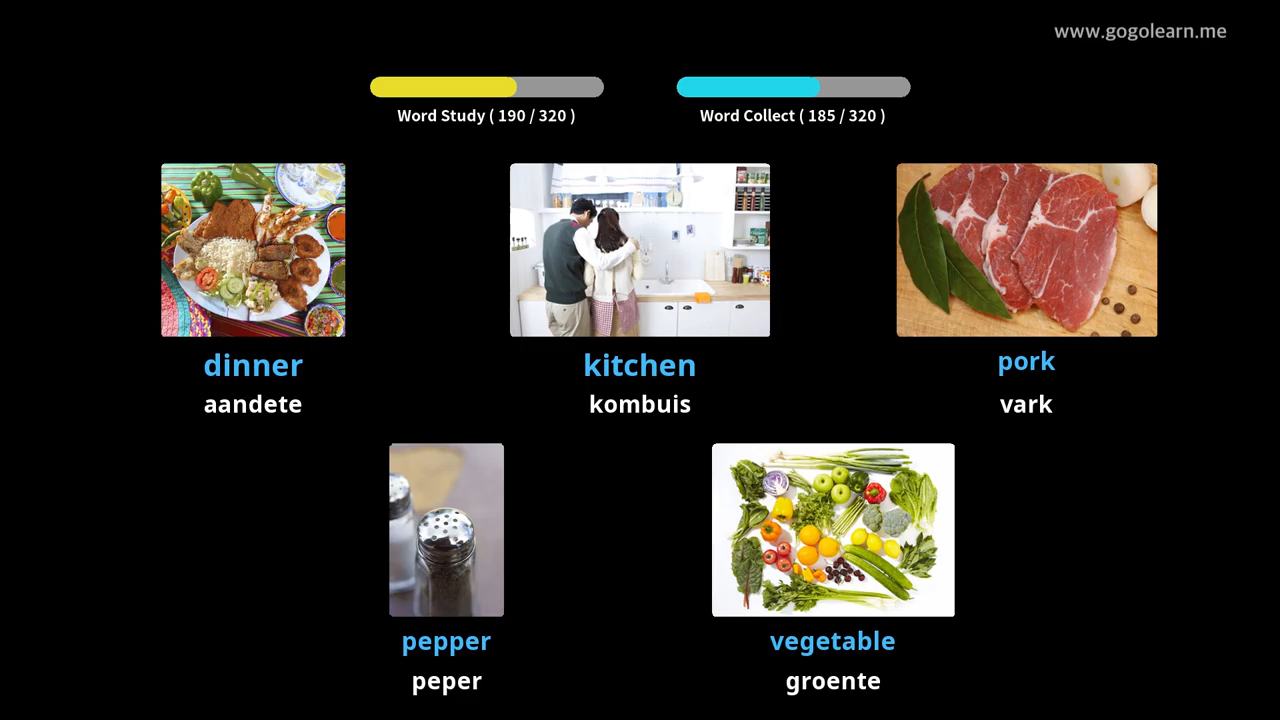 www.gogolearn.me
Word Study ( 190 / 320 )
Word Collect ( 185 / 320 )
dinner
aandete
kitchen
kombuis
pork
vark
pepper
peper
vegetable
groente